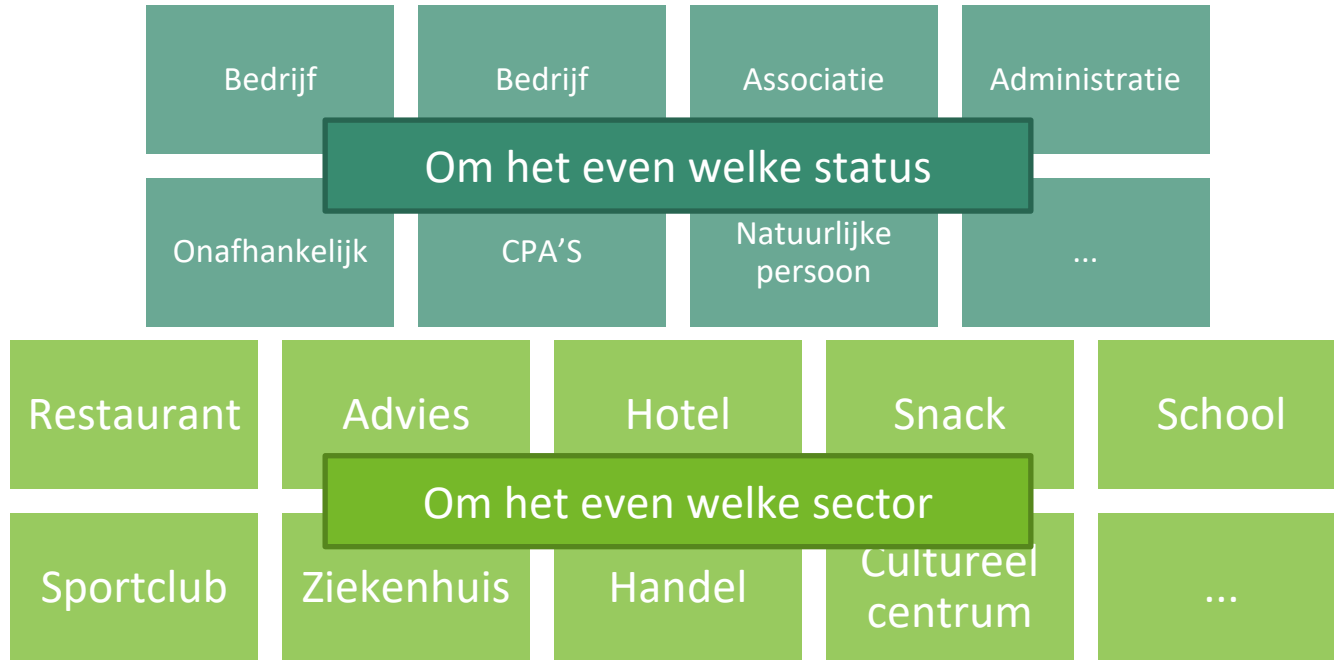 Bedrijf
Bedrijf
Associatie
Administratie
Om het even welke status
Onafhankelijk
CPA’S
Natuurlijke
persoon
...
Restaurant
Advies
Hotel
Snack
School
Om het even welke sector
Sportclub
Ziekenhuis
Handel
Cultureel
centrum
...